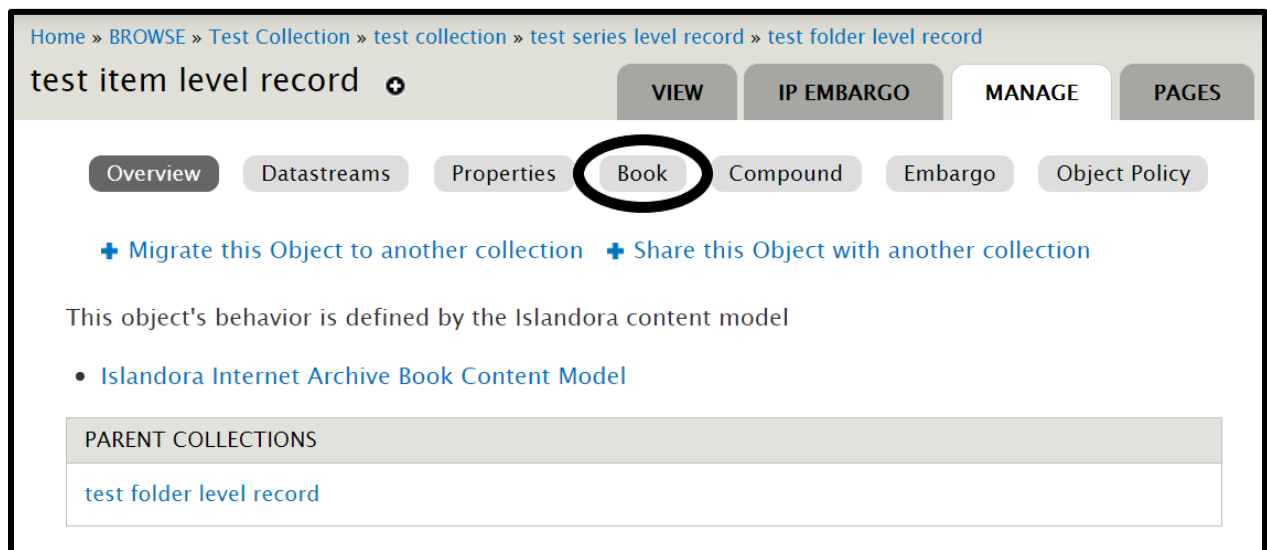 Home » BROWSE » Test Collection » test collection » test series level record » test folder level record
test item level record
VIEW IP EMBARGO MANAGE PAGES
Overview Datastreams Properties Book Compound Embargo Object Policy
Migrate this Object to another collection Share this Object with another collection
This object's behavior is defined by the Islandora content model
• Islandora Internet Archive Book Content Model
PARENT COLLECTIONS
test folder level record